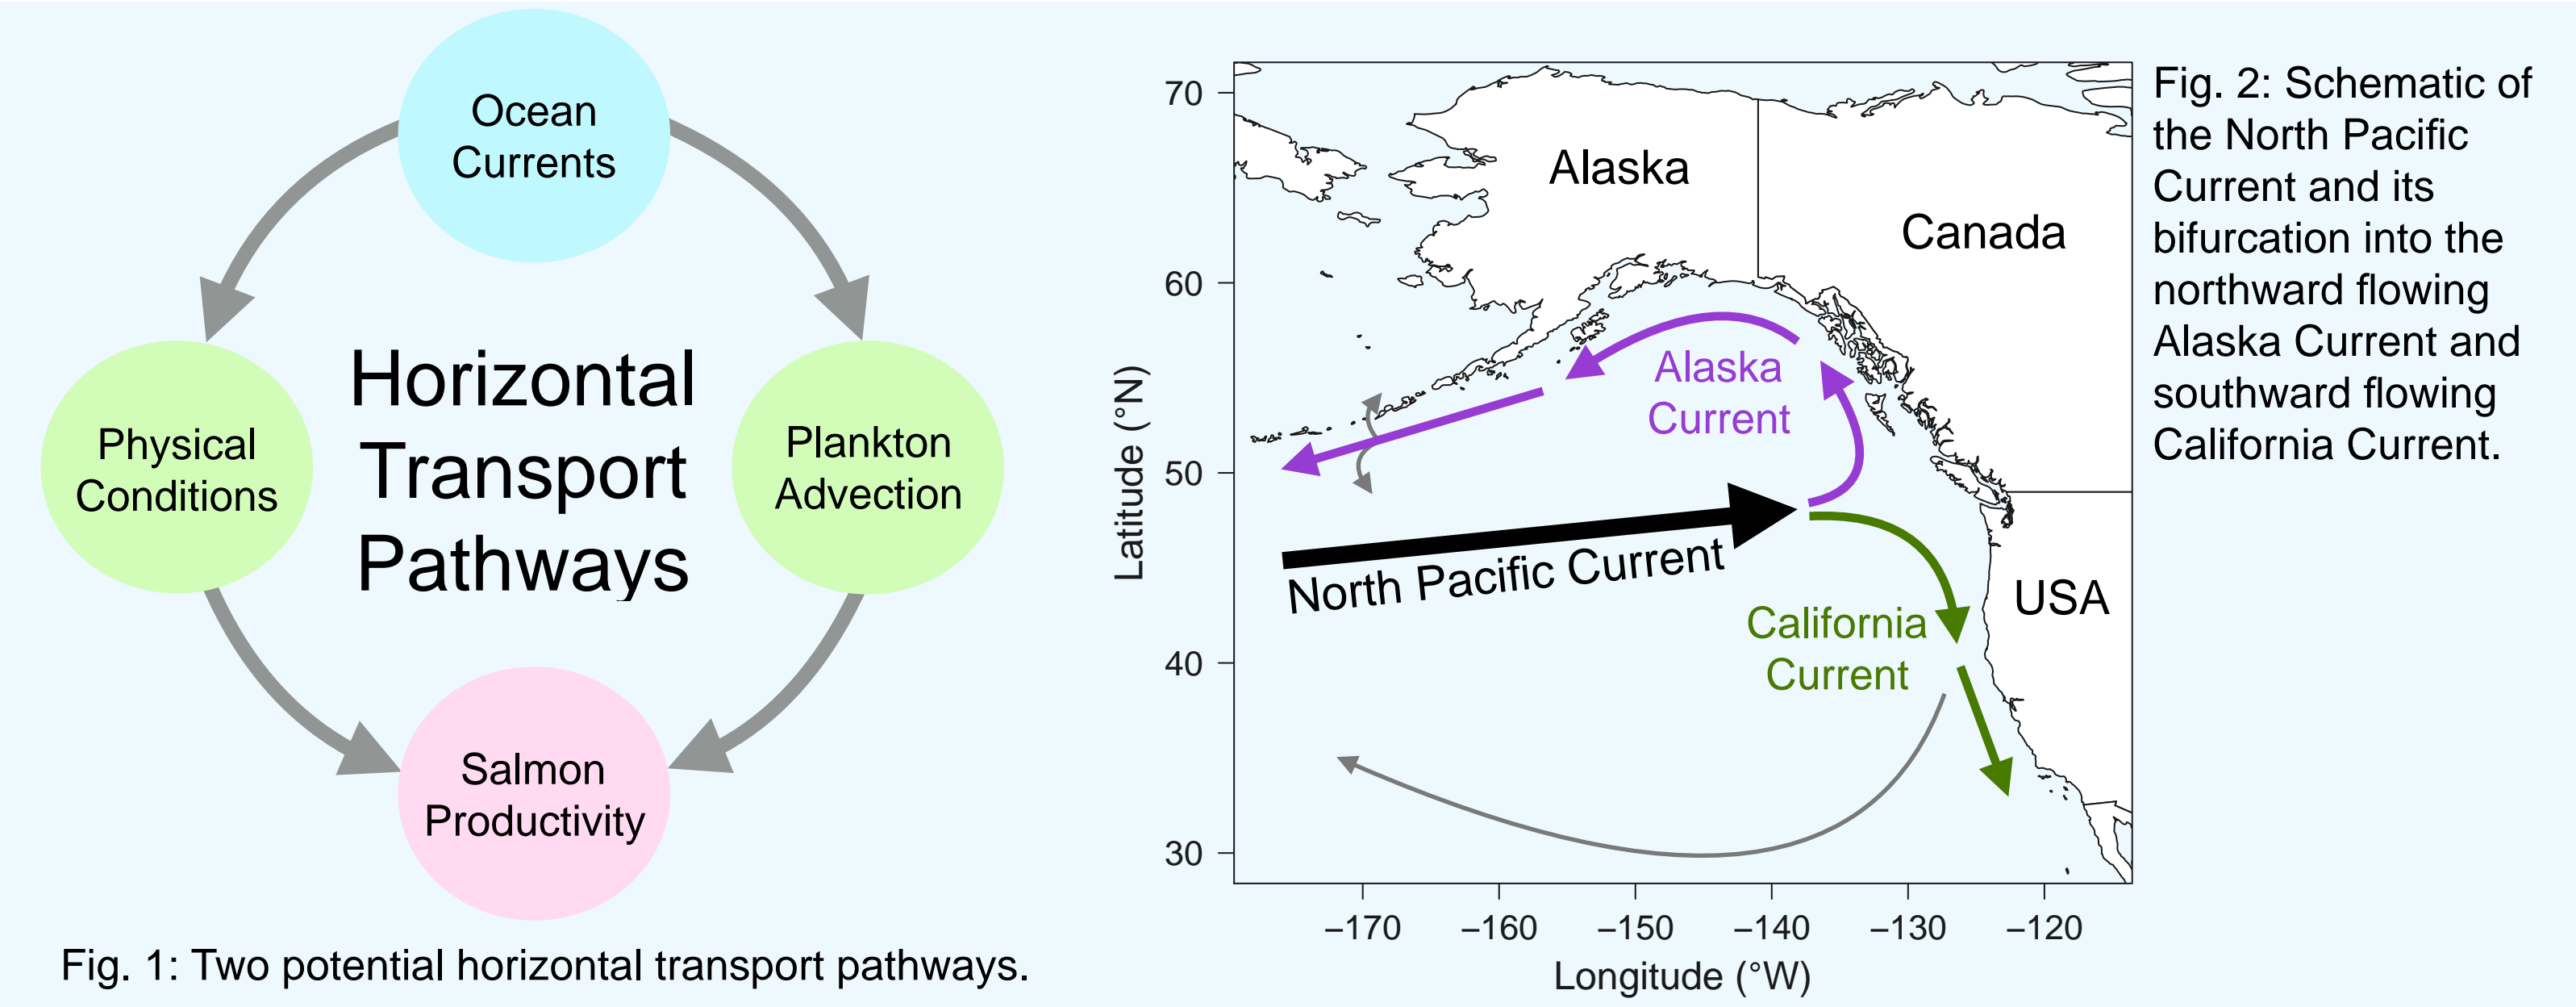 Ocean
Currents
Physical
Conditions
Horizontal
Transport
Pathways
Plankton
Advection
Salmon
Productivity
Fig. 1: Two potential horizontal transport pathways.
70
60
50
40
30
Latitude (°N)
Alaska
Canada
USA
Alaska
Current
North Pacific Current
California
Current
−170
−160
−150
−140
−130
−120
Longitude (°W)
Fig. 2: Schematic of
the North Pacific
Current and its
bifurcation into the
northward flowing
Alaska Current and
southward flowing
California Current.